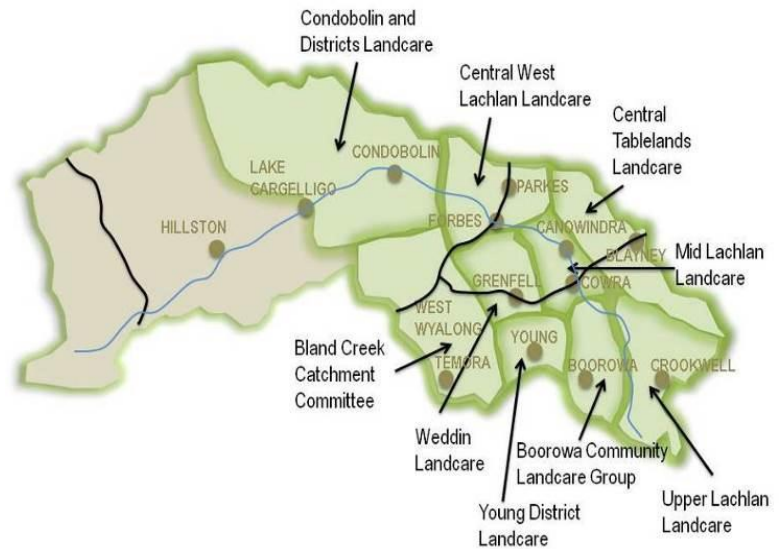 Condobolin and
Districts Landcare
Central West
Lachlan Landcare
Central
Tablelands
Landcare
CONDOBOLIN
LAKE
CARGELLIGO
PARKES
HILLSTON
FORBES
CANOWINDRA
BLAYNEY
Mid Lachlan
Landcare
GRENFELL
COWRA
WEST
WYALONG
YOUNG
Bland Creek
Catchment
Committee
TEMORA
BOOROWA
CROOKWELL
Weddin
Landcare
Boorowa Community
Landcare Group
Young District
Landcare
Upper Lachlan
Landcare